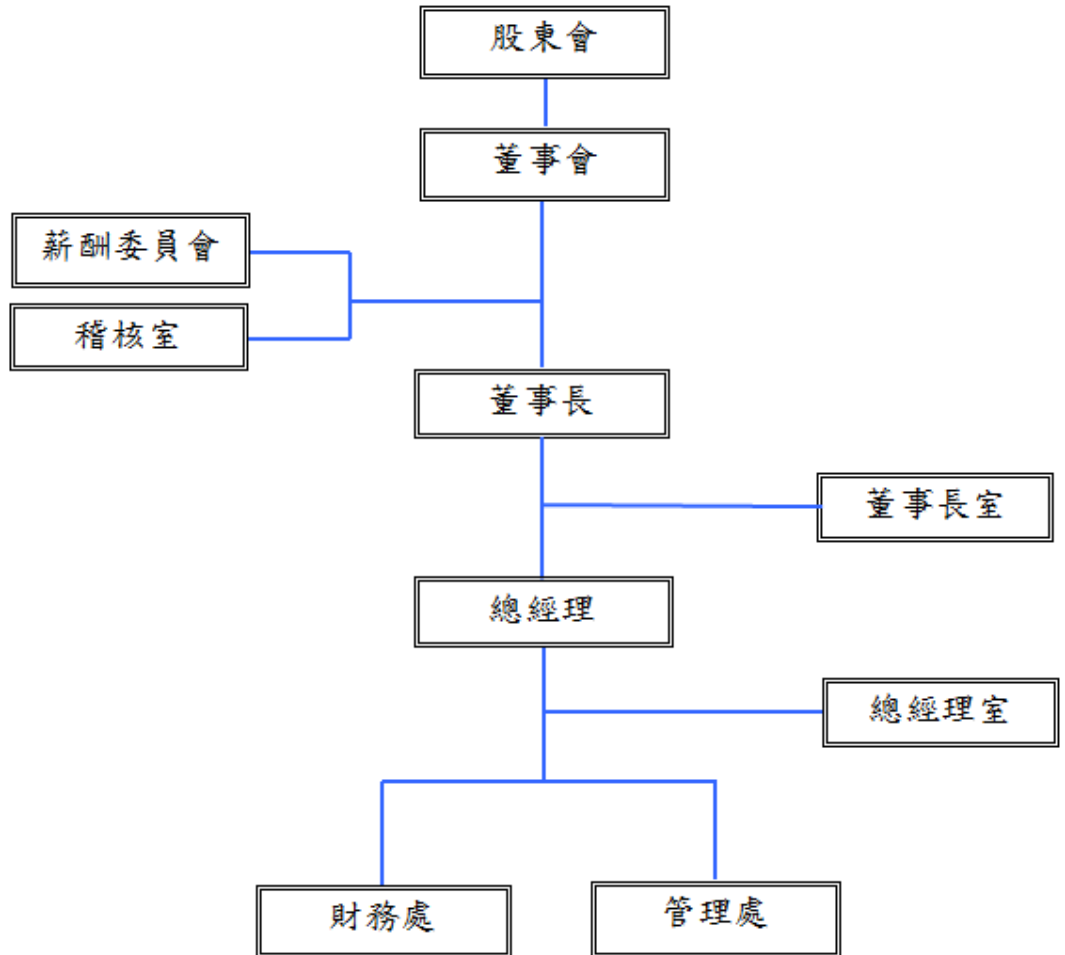 股東會
董事會
薪酬委員會
稽核室
董事長
董事長室
總經理
總經理室
財務處
管理處